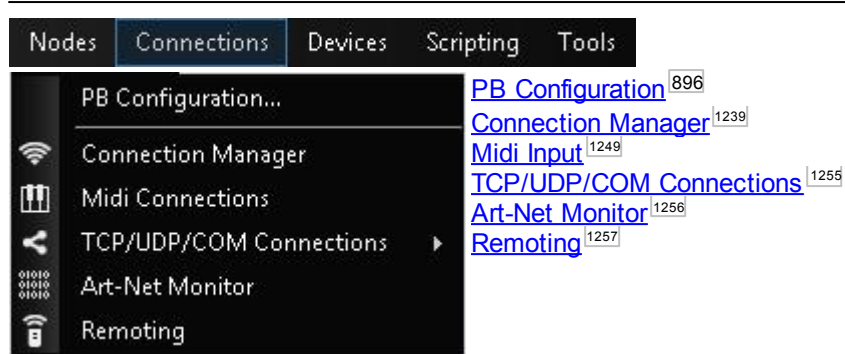 Nodes Connections Devices Scripting Tools
PB Configuration...
Connection Manager
Midi Connections
TCP/UDP/COM Connections
Art-Net Monitor
Remoting
PB Configuration 896
Connection Manager 1239
Midi Input 1249
TCP/UDP/COM Connections 1255
Art-Net Monitor 1256
Remoting 1257